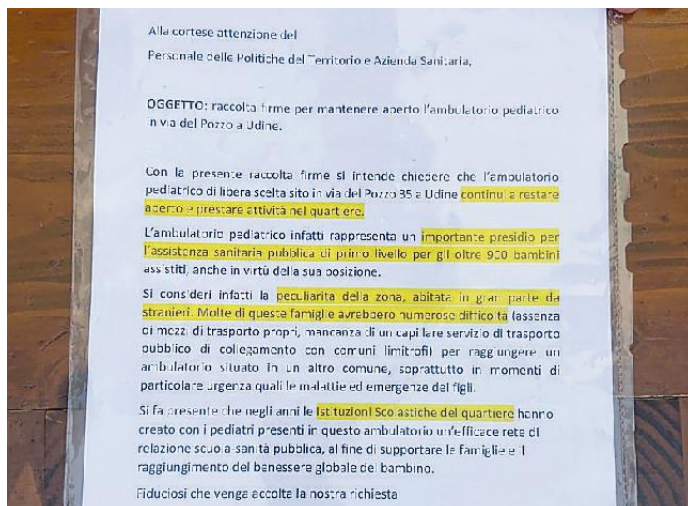 Alla cortese attenzione del
Personale delle Politiche del Territorio e Azienda Sanitaria,
OGGETTO: raccolta firme per mantenere aperto l'ambulatorio pediatrico
in via del Pozzo a Udine.
Con la presente raccolta firme si intende chiedere che l'ambulatorio
pediatrico di libera scelta sito in via del Pozzo 35 a Udine continui a restare
aperto e prestare attività nel quartiere.
L'ambulatorio pediatrico infatti rappresenta un importante presidio per
l'assistenza sanitaria pubblica di primo livello per gli oltre 900 bambini
assistiti, anche in virtù della sua posizione.
Si consideri infatti la peculiarità della zona, abitata in gran parte da
stranieri. Molte di queste famiglie avrebbero numerose difficoltà (assenza
di mezzi di trasporto propri, mancanza di un capillare servizio di trasporto
pubblico di collegamento con comuni limitrofi) per raggiungere un
ambulatorio situato in un altro comune, soprattutto in momenti di
particolare urgenza quali le malattie ed emergenze dei figli.
Si fa presente che negli anni le Istituzioni Scolastiche del quartiere hanno
creato con i pediatri presenti in questo ambulatorio un'efficace rete di
relazione scuola-sanità pubblica, al fine di supportare le famiglie e il
raggiungimento del benessere globale del bambino.
Fiduciosi che venga accolta la nostra richiesta